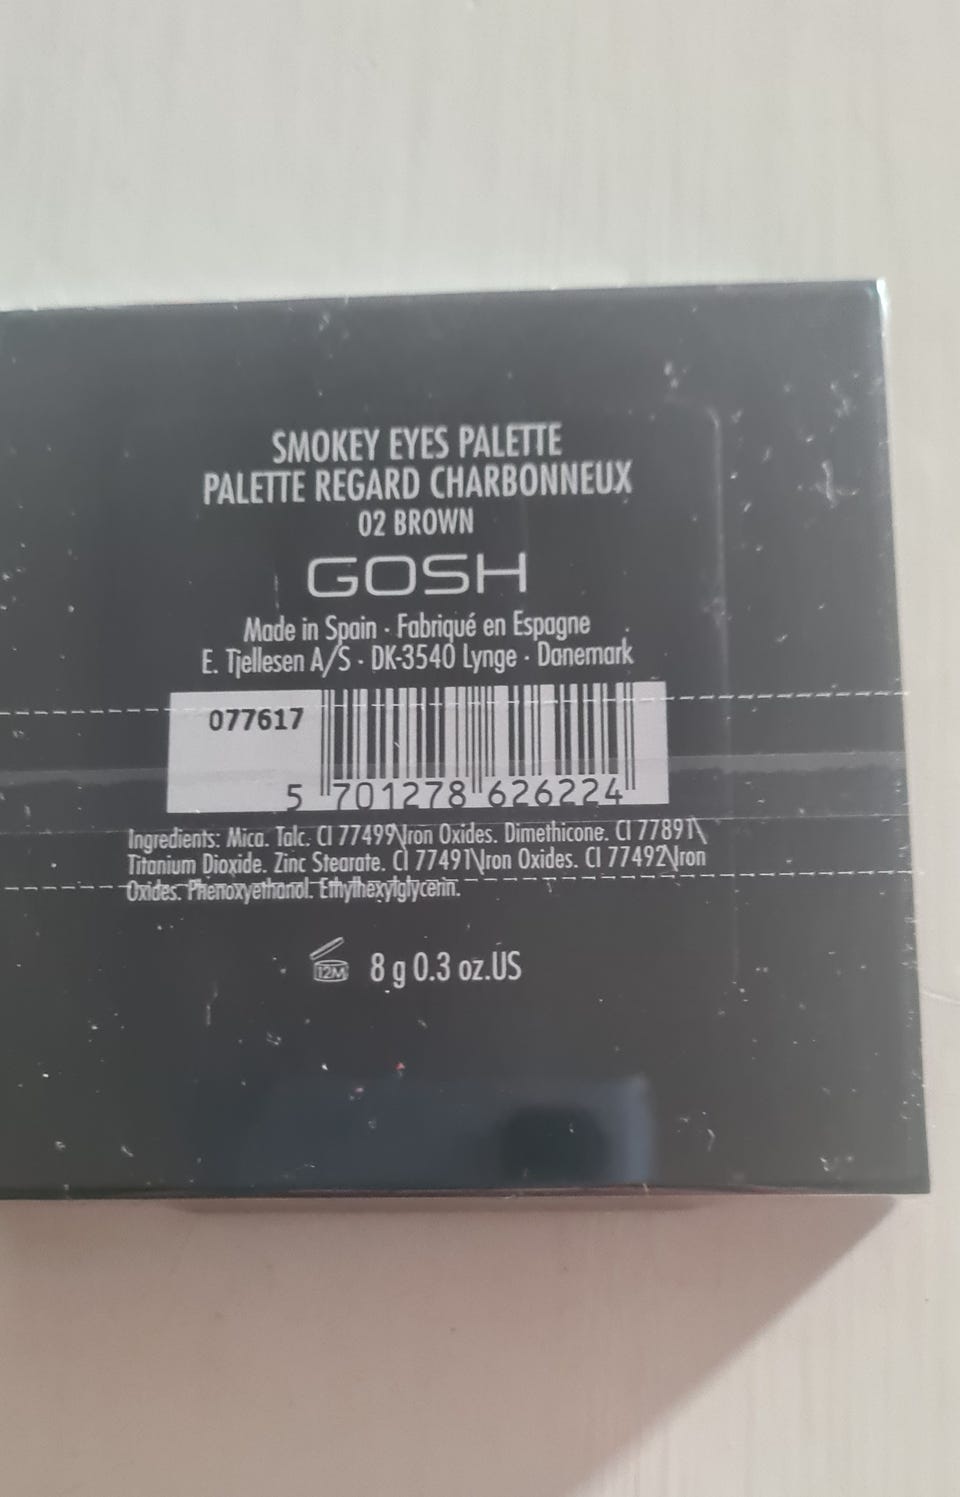 SMOKEY EYES PALETTE
PALETTE REGARD CHARBONNEUX
02 BROWN
GOSH
Made in Spain · Fabriqué en Espagne
E. Tjellesen A/S · DK-3540 Lynge · Danemark
077617
5 701278 626224
Ingredients: Mica. Talc. CI 77499\Iron Oxides. Dimethicone. CI 77891\
Titanium Dioxide. Zinc Stearate. CI 77491\Iron Oxides. CI 77492\Iron
Oxides. Phenoxyethanol. Ethylhexylglycerin.
12M 8 g 0.3 oz.US